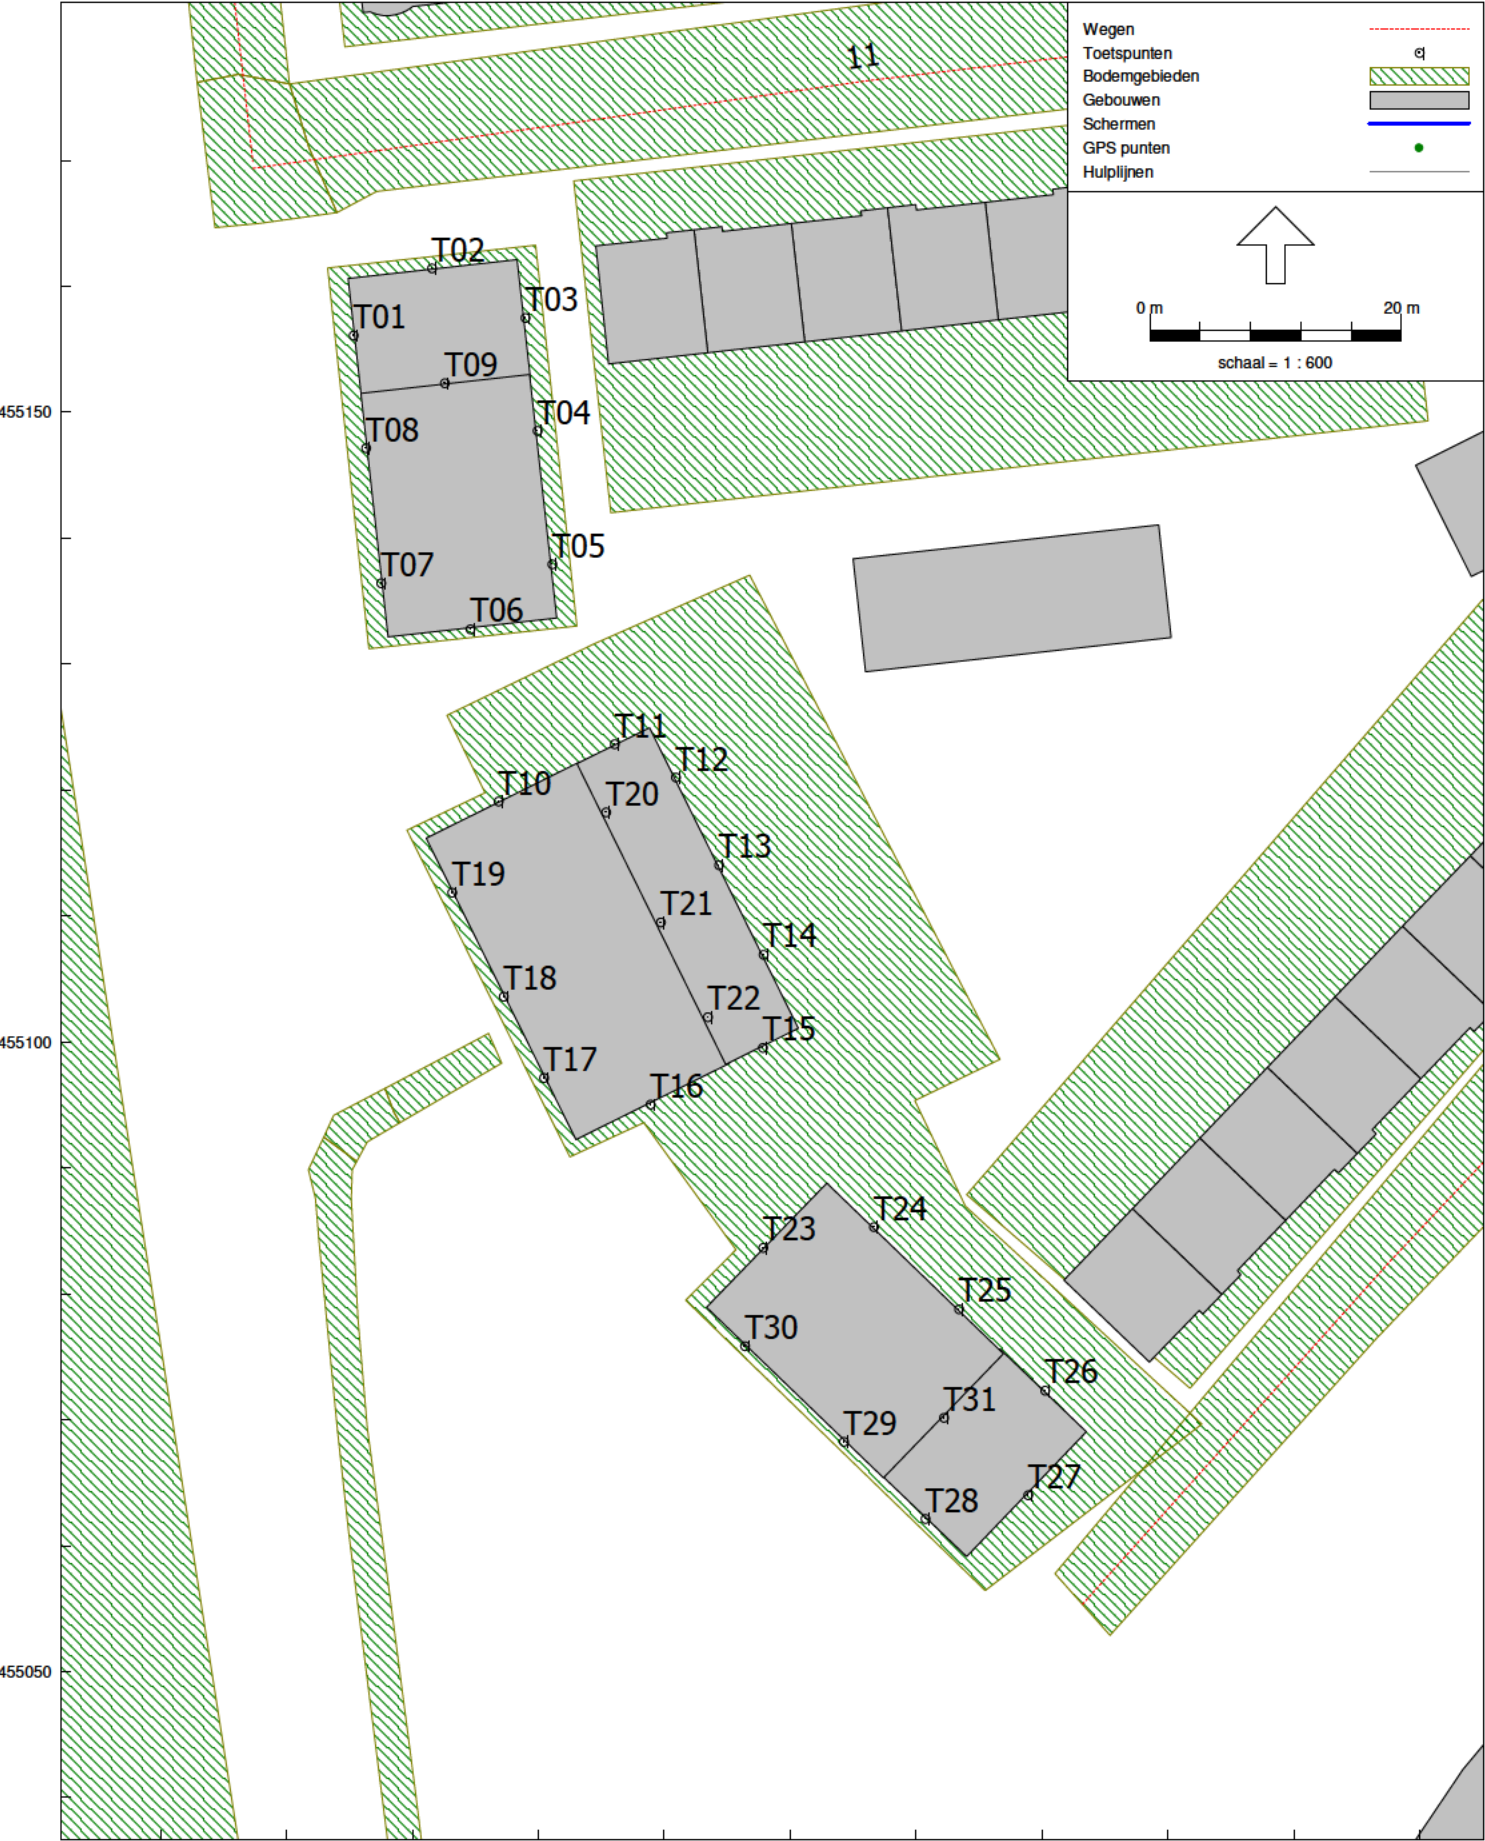 11
Wegen
Toetspunten
Bodemgebieden
Gebouwen
Schermen
GPS punten
Hulplijnen
0 m 20 m
schaal = 1 : 600
T02
T03
T01
T09
455150
T04
T08
T05
T07
T06
T11
T12
T10
T20
T13
T19
T21
T14
T18
T22
T15
455100
T17
T16
T24
T23
T25
T30
T26
T31
T29
T27
T28
455050